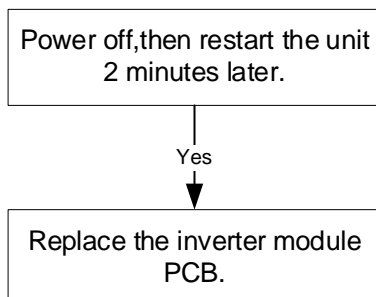 Power off,then restart the unit
2 minutes later.
Yes
Replace the inverter module
PCB.